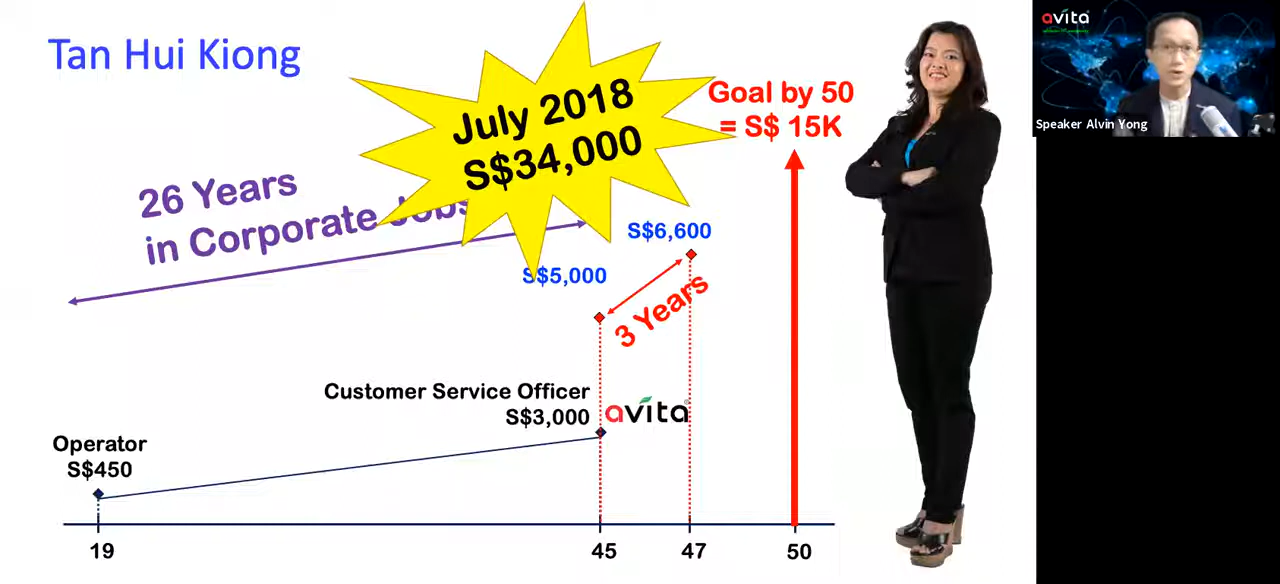 Tan Hui Kiong
July 2018
S$34,000
Goal by 50
= S$ 15K
26 Years
in Corporate Jobs
S$6,600
S$5,000
3 Years
Customer Service Officer
S$3,000
avita
Operator
S$450
19
45
47
50
avita
Speaker Alvin Yong